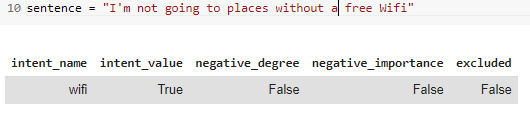 10 sentence = "I'm not going to places without a free Wifi"
intent_name intent_value negative_degree negative_importance excluded
wifi True False False False